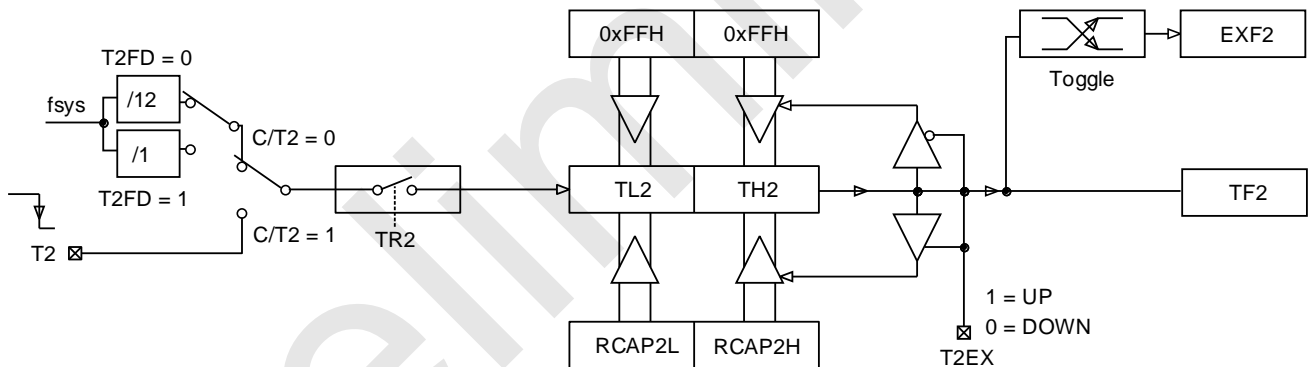 0xFFH 0xFFH
EXF2
T2FD = 0
Toggle
/12
fsys
C/T2 = 0
/1
T2FD = 1
TL2 TH2
TF2
C/T2 = 1
TR2
T2
1 = UP
0 = DOWN
RCAP2L RCAP2H
T2EX